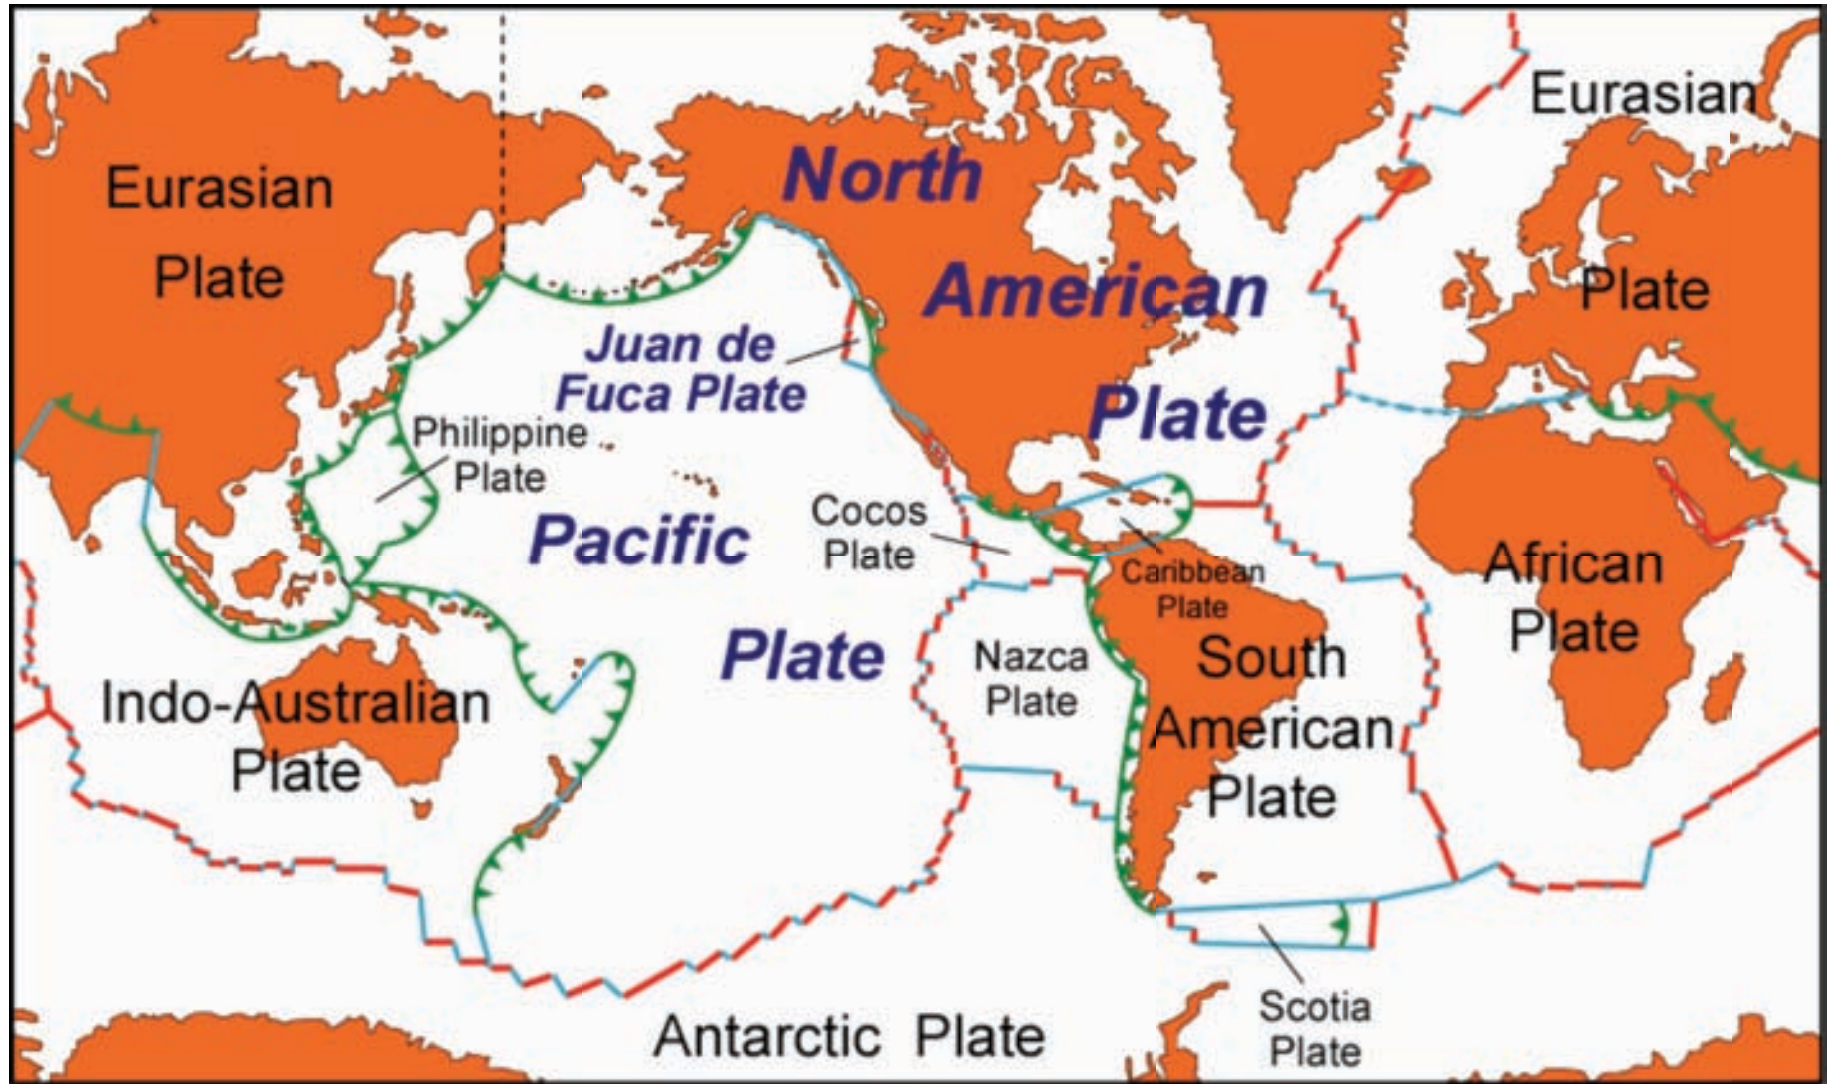 Eurasian
Plate
North
American
Plate
Eurasian
Plate
Juan de
Fuca Plate
Philippine
Plate
Pacific
Plate
Cocos
Plate
Caribbean
Plate
African
Plate
Nazca
Plate
South
American
Plate
Indo-Australian
Plate
Scotia
Plate
Antarctic Plate